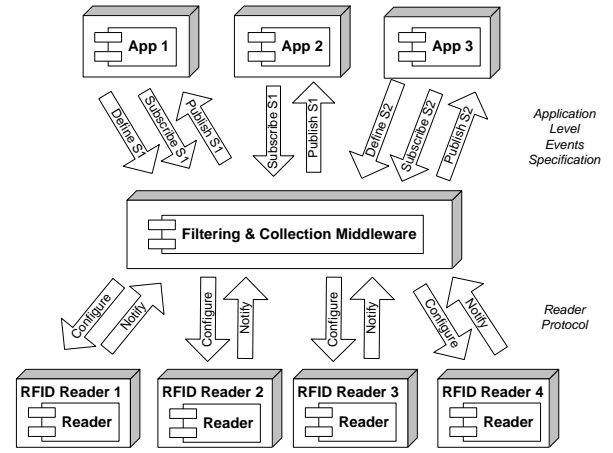 App 1
App 2
App 3
Define S1
Subscribe S1
Publish S1
Subscribe S1
Publish S1
Define S2
Subscribe S2
Publish S2
Application
Level
Events
Specification
Filtering & Collection Middleware
Configure
Notify
Configure
Notify
Configure
Notify
Configure
Notify
Reader
Protocol
RFID Reader 1
Reader
RFID Reader 2
Reader
RFID Reader 3
Reader
RFID Reader 4
Reader